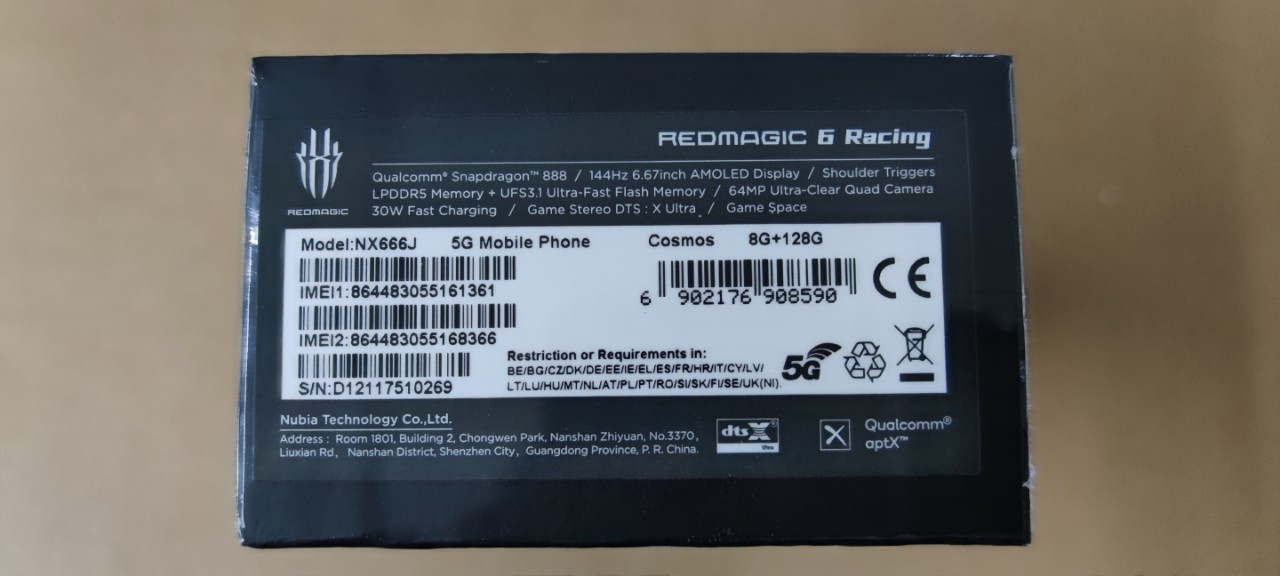 REDMAGIC 6 Racing
REDMAGIC
Qualcomm® Snapdragon™ 888 / 144Hz 6.67inch AMOLED Display / Shoulder Triggers
LPDDR5 Memory + UFS3.1 Ultra-Fast Flash Memory / 64MP Ultra-Clear Quad Camera
30W Fast Charging / Game Stereo DTS : X Ultra / Game Space
Model:NX666J 5G Mobile Phone Cosmos 8G+128G
IMEI1:864483055161361
6 902176 908590
CE
IMEI2:864483055168366
S/N:D12117510269
Restriction or Requirements in:
BE/BG/CZ/DK/DE/EE/IE/EL/ES/FR/HR/IT/CY/LV/
LT/LU/HU/MT/NL/AT/PL/PT/RO/SI/SK/FI/SE/UK(NI).
5G
Nubia Technology Co.,Ltd.
Address : Room 1801, Building 2, Chongwen Park, Nanshan Zhiyuan, No.3370,
Liuxian Rd, Nanshan District, Shenzhen City, Guangdong Province, P. R. China.
dts X® Ultra
Qualcomm®
aptX™